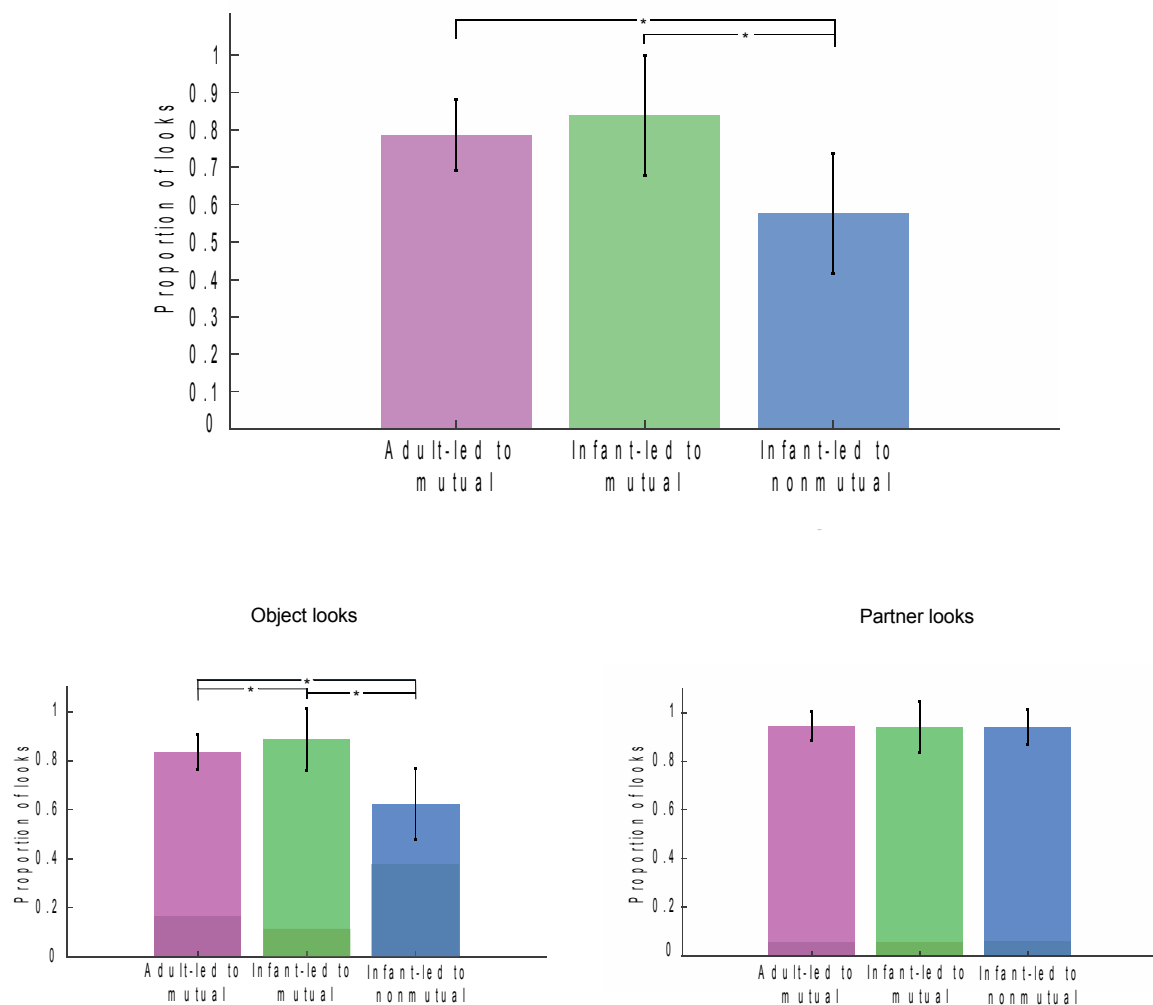 *
*
1
0.9
0.8
0.7
0.6
0.5
0.4
0.3
0.2
0.1
0
Proportion of looks
Adult-led to
mutual
Infant-led to
mutual
Infant-led to
nonmutual
Object looks
*
*
*
1
0.8
0.6
0.4
0.2
0
Proportion of looks
Adult-led to
mutual
Infant-led to
mutual
Infant-led to
nonmutual
Partner looks
1
0.8
0.6
0.4
0.2
0
Proportion of looks
Adult-led to
mutual
Infant-led to
mutual
Infant-led to
nonmutual